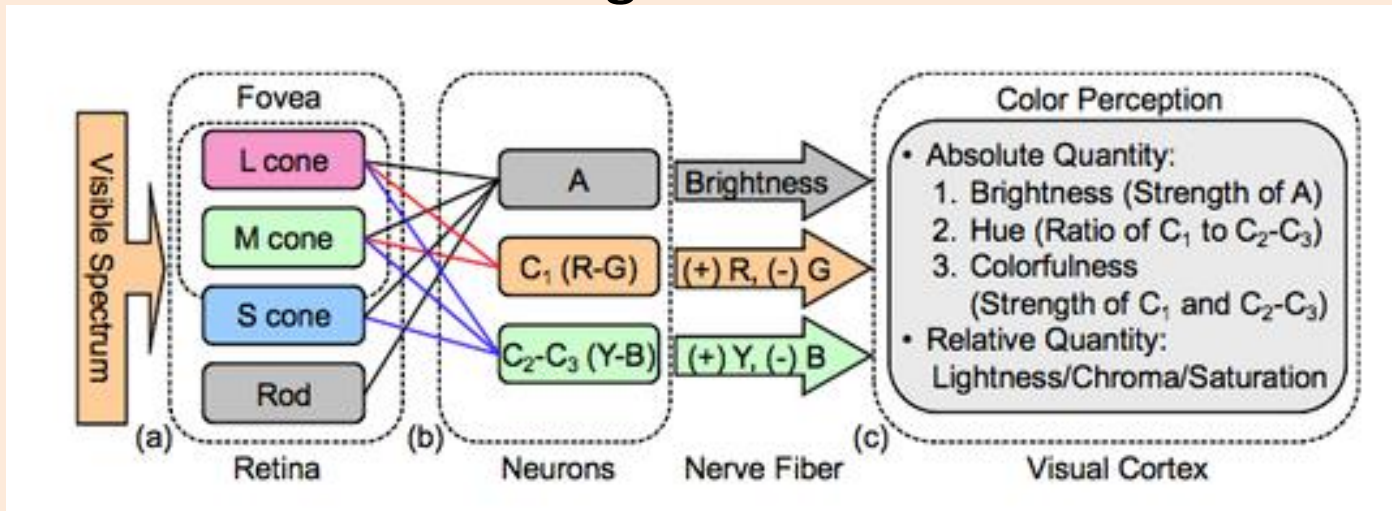 Visible Spectrum
Fovea
L cone
M cone
S cone
Rod
(a)
Retina
A
C₁ (R-G)
C₂-C₃ (Y-B)
(b)
Neurons
Brightness
(+) R, (-) G
(+) Y, (-) B
Nerve Fiber
Color Perception
• Absolute Quantity:
1. Brightness (Strength of A)
2. Hue (Ratio of C₁ to C₂-C₃)
3. Colorfulness
(Strength of C₁ and C₂-C₃)
• Relative Quantity:
Lightness/Chroma/Saturation
(c)
Visual Cortex